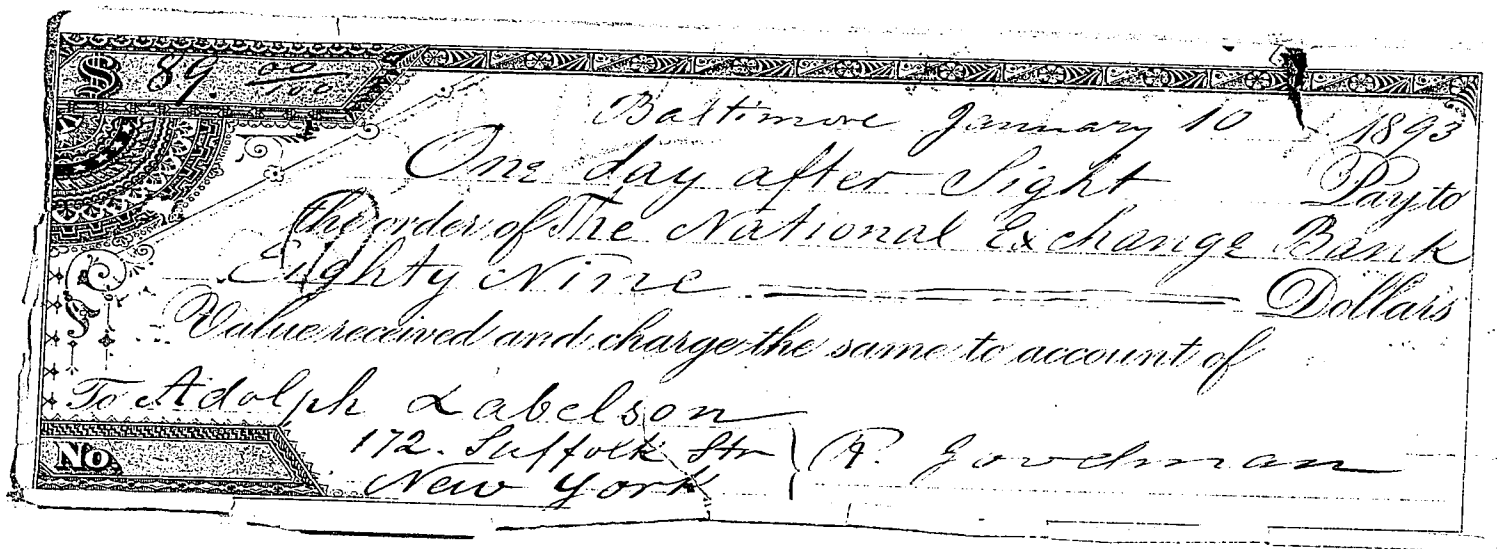 $ 89. 00/100
Baltimore January 10 1893
One day after Sight Pay to
the order of The National Exchange Bank
Eighty Nine Dollars
Value received and charge the same to account of
To Adolph Labelson
172. Suffolk Str
New York
No. R. Goodman